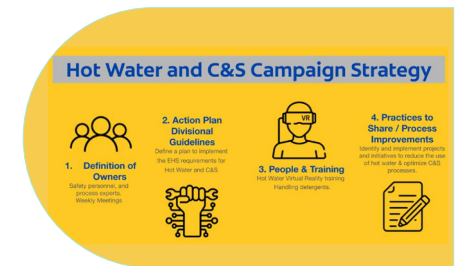 Hot Water and C&S Campaign Strategy
1. Definition of
Owners
Safety personnel, and
process experts.
Weekly Meetings
2. Action Plan
Divisional
Guidelines
Define a plan to implement
the EHS requirements for
Hot Water and C&S
VR
3. People & Training
Hot Water Virtual Reality training
Handling detergents.
4. Practices to
Share / Process
Improvements
Identify and implement projects
and initiatives to reduce the use
of hot water & optimize C&S
processes.